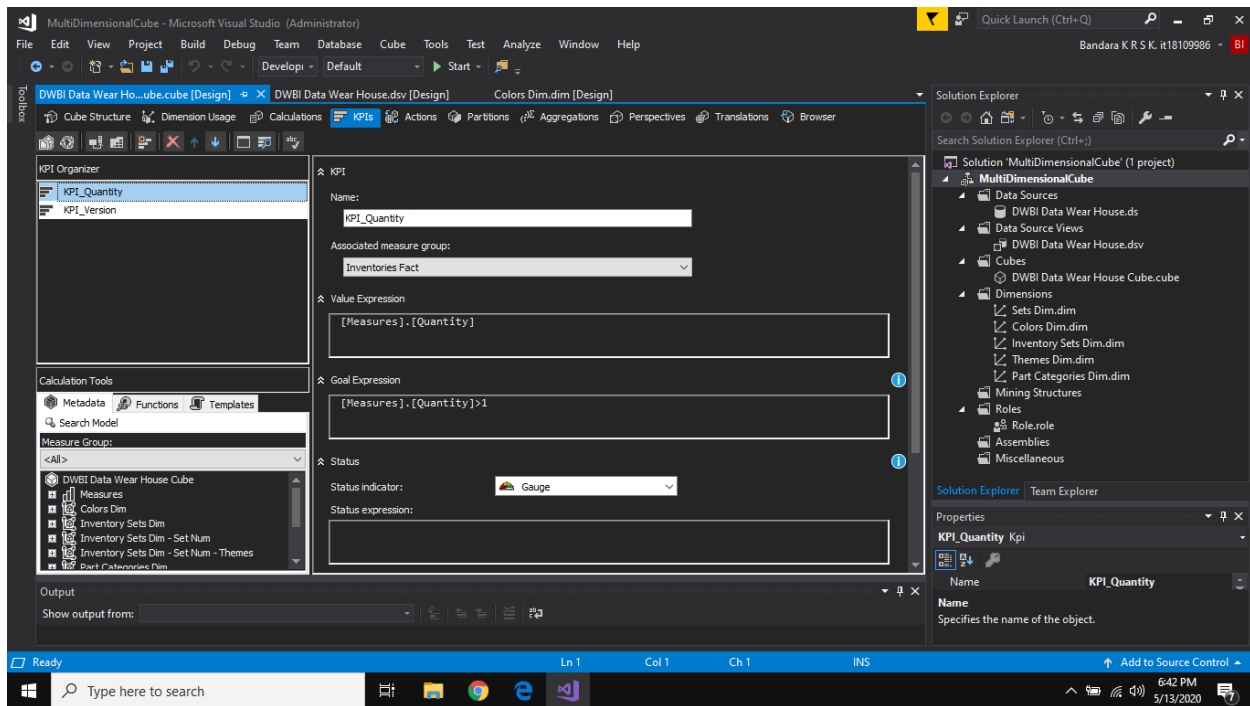 MultiDimensionalCube - Microsoft Visual Studio (Administrator)
Quick Launch (Ctrl+Q)
File Edit View Project Build Debug Team Database Cube Tools Test Analyze Window Help
Bandara K R S K. it18109986 BI
Developi Default Start
Toolbox
DWBI Data Wear Ho...ube.cube [Design] DWBI Data Wear House.dsv [Design] Colors Dim.dim [Design]
Cube Structure Dimension Usage Calculations KPIs Actions Partitions Aggregations Perspectives Translations Browser
KPI Organizer
KPI_Quantity
KPI_Version
Calculation Tools
Metadata Functions Templates
Search Model
Measure Group:
<All>
DWBI Data Wear House Cube
Measures
Colors Dim
Inventory Sets Dim
Inventory Sets Dim - Set Num
Inventory Sets Dim - Set Num - Themes
Part Categories Dim
KPI
Name:
KPI_Quantity
Associated measure group:
Inventories Fact
Value Expression
[Measures].[Quantity]
Goal Expression
[Measures].[Quantity]>1
Status
Status indicator: Gauge
Status expression:
Output
Show output from:
Solution Explorer
Search Solution Explorer (Ctrl+;)
Solution 'MultiDimensionalCube' (1 project)
MultiDimensionalCube
Data Sources
DWBI Data Wear House.ds
Data Source Views
DWBI Data Wear House.dsv
Cubes
DWBI Data Wear House Cube.cube
Dimensions
Sets Dim.dim
Colors Dim.dim
Inventory Sets Dim.dim
Themes Dim.dim
Part Categories Dim.dim
Mining Structures
Roles
Role.role
Assemblies
Miscellaneous
Solution Explorer Team Explorer
Properties
KPI_Quantity Kpi
Name KPI_Quantity
Name
Specifies the name of the object.
Ready Ln 1 Col 1 Ch 1 INS Add to Source Control
Type here to search
6:42 PM
5/13/2020
7